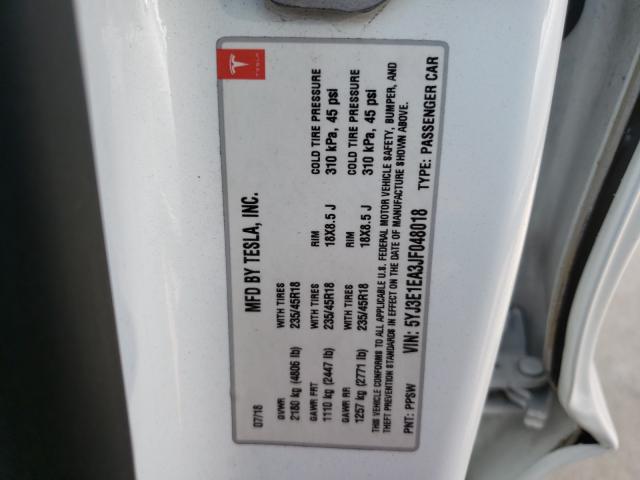 TESLA
MFD BY TESLA, INC.
07/18
GVWR WITH TIRES RIM COLD TIRE PRESSURE
2180 kg (4806 lb) 235/45R18 18X8.5 J 310 kPa, 45 psi
GAWR FRT WITH TIRES RIM COLD TIRE PRESSURE
1110 kg (2447 lb) 235/45R18
GAWR RR WITH TIRES RIM COLD TIRE PRESSURE
1257 kg (2771 lb) 235/45R18 18X8.5 J 310 kPa, 45 psi
THIS VEHICLE CONFORMS TO ALL APPLICABLE U.S. FEDERAL MOTOR VEHICLE SAFETY, BUMPER, AND
THEFT PREVENTION STANDARDS IN EFFECT ON THE DATE OF MANUFACTURE SHOWN ABOVE.
PNT: PPSW VIN: 5YJ3E1EA3JF048018 TYPE: PASSENGER CAR